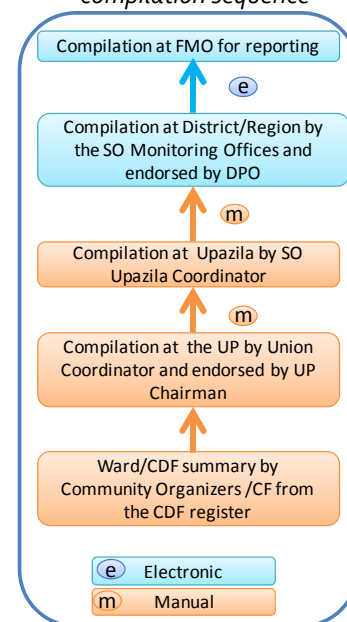 compilation sequence
Compilation at FMO for reporting
e
Compilation at District/Region by
the SO Monitoring Offices and
endorsed by DPO
m
Compilation at Upazila by SO
Upazila Coordinator
m
Compilation at the UP by Union
Coordinator and endorsed by UP
Chairman
Ward/CDF summary by
Community Organizers /CF from
the CDF register
e Electronic
m Manual